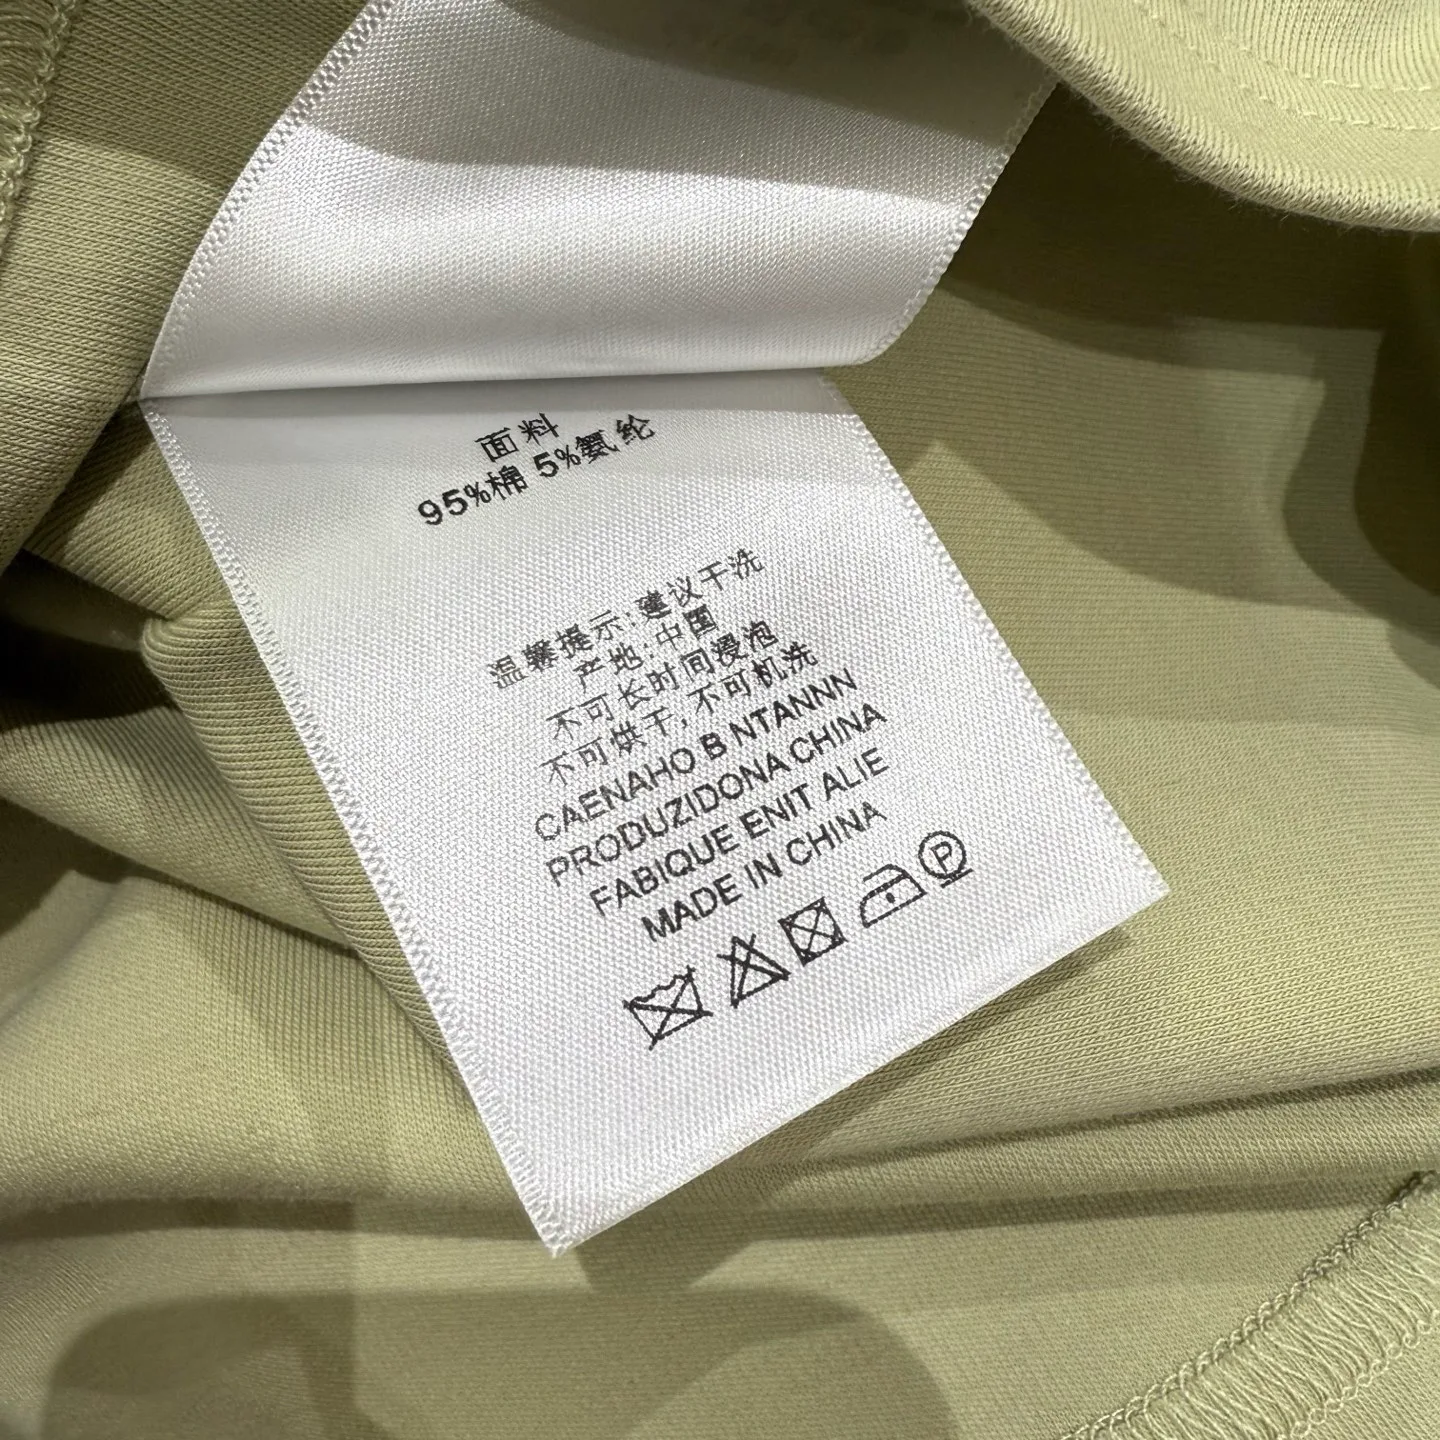 面料
95%棉 5%氨纶
温馨提示:建议干洗
产地:中国
不可长时间浸泡
不可烘干,不可机洗
CAENAHO B NTANNN
PRODUZIDONA CHINA
FABIQUE ENIT ALIE
MADE IN CHINA
P